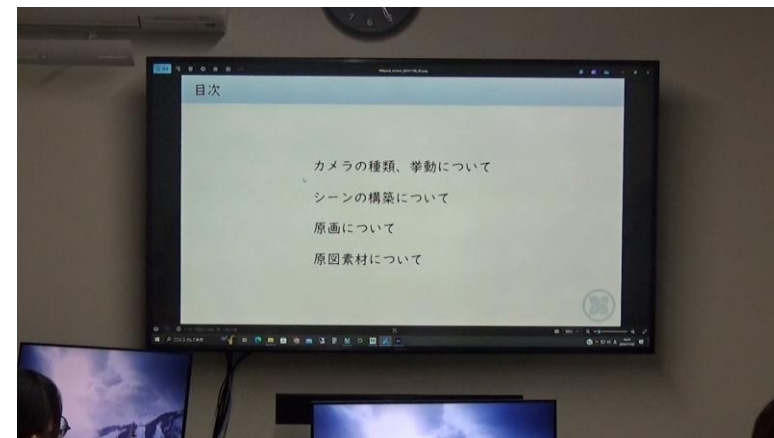 目次
カメラの種類、挙動について
シーンの構築について
原画について
原図素材について